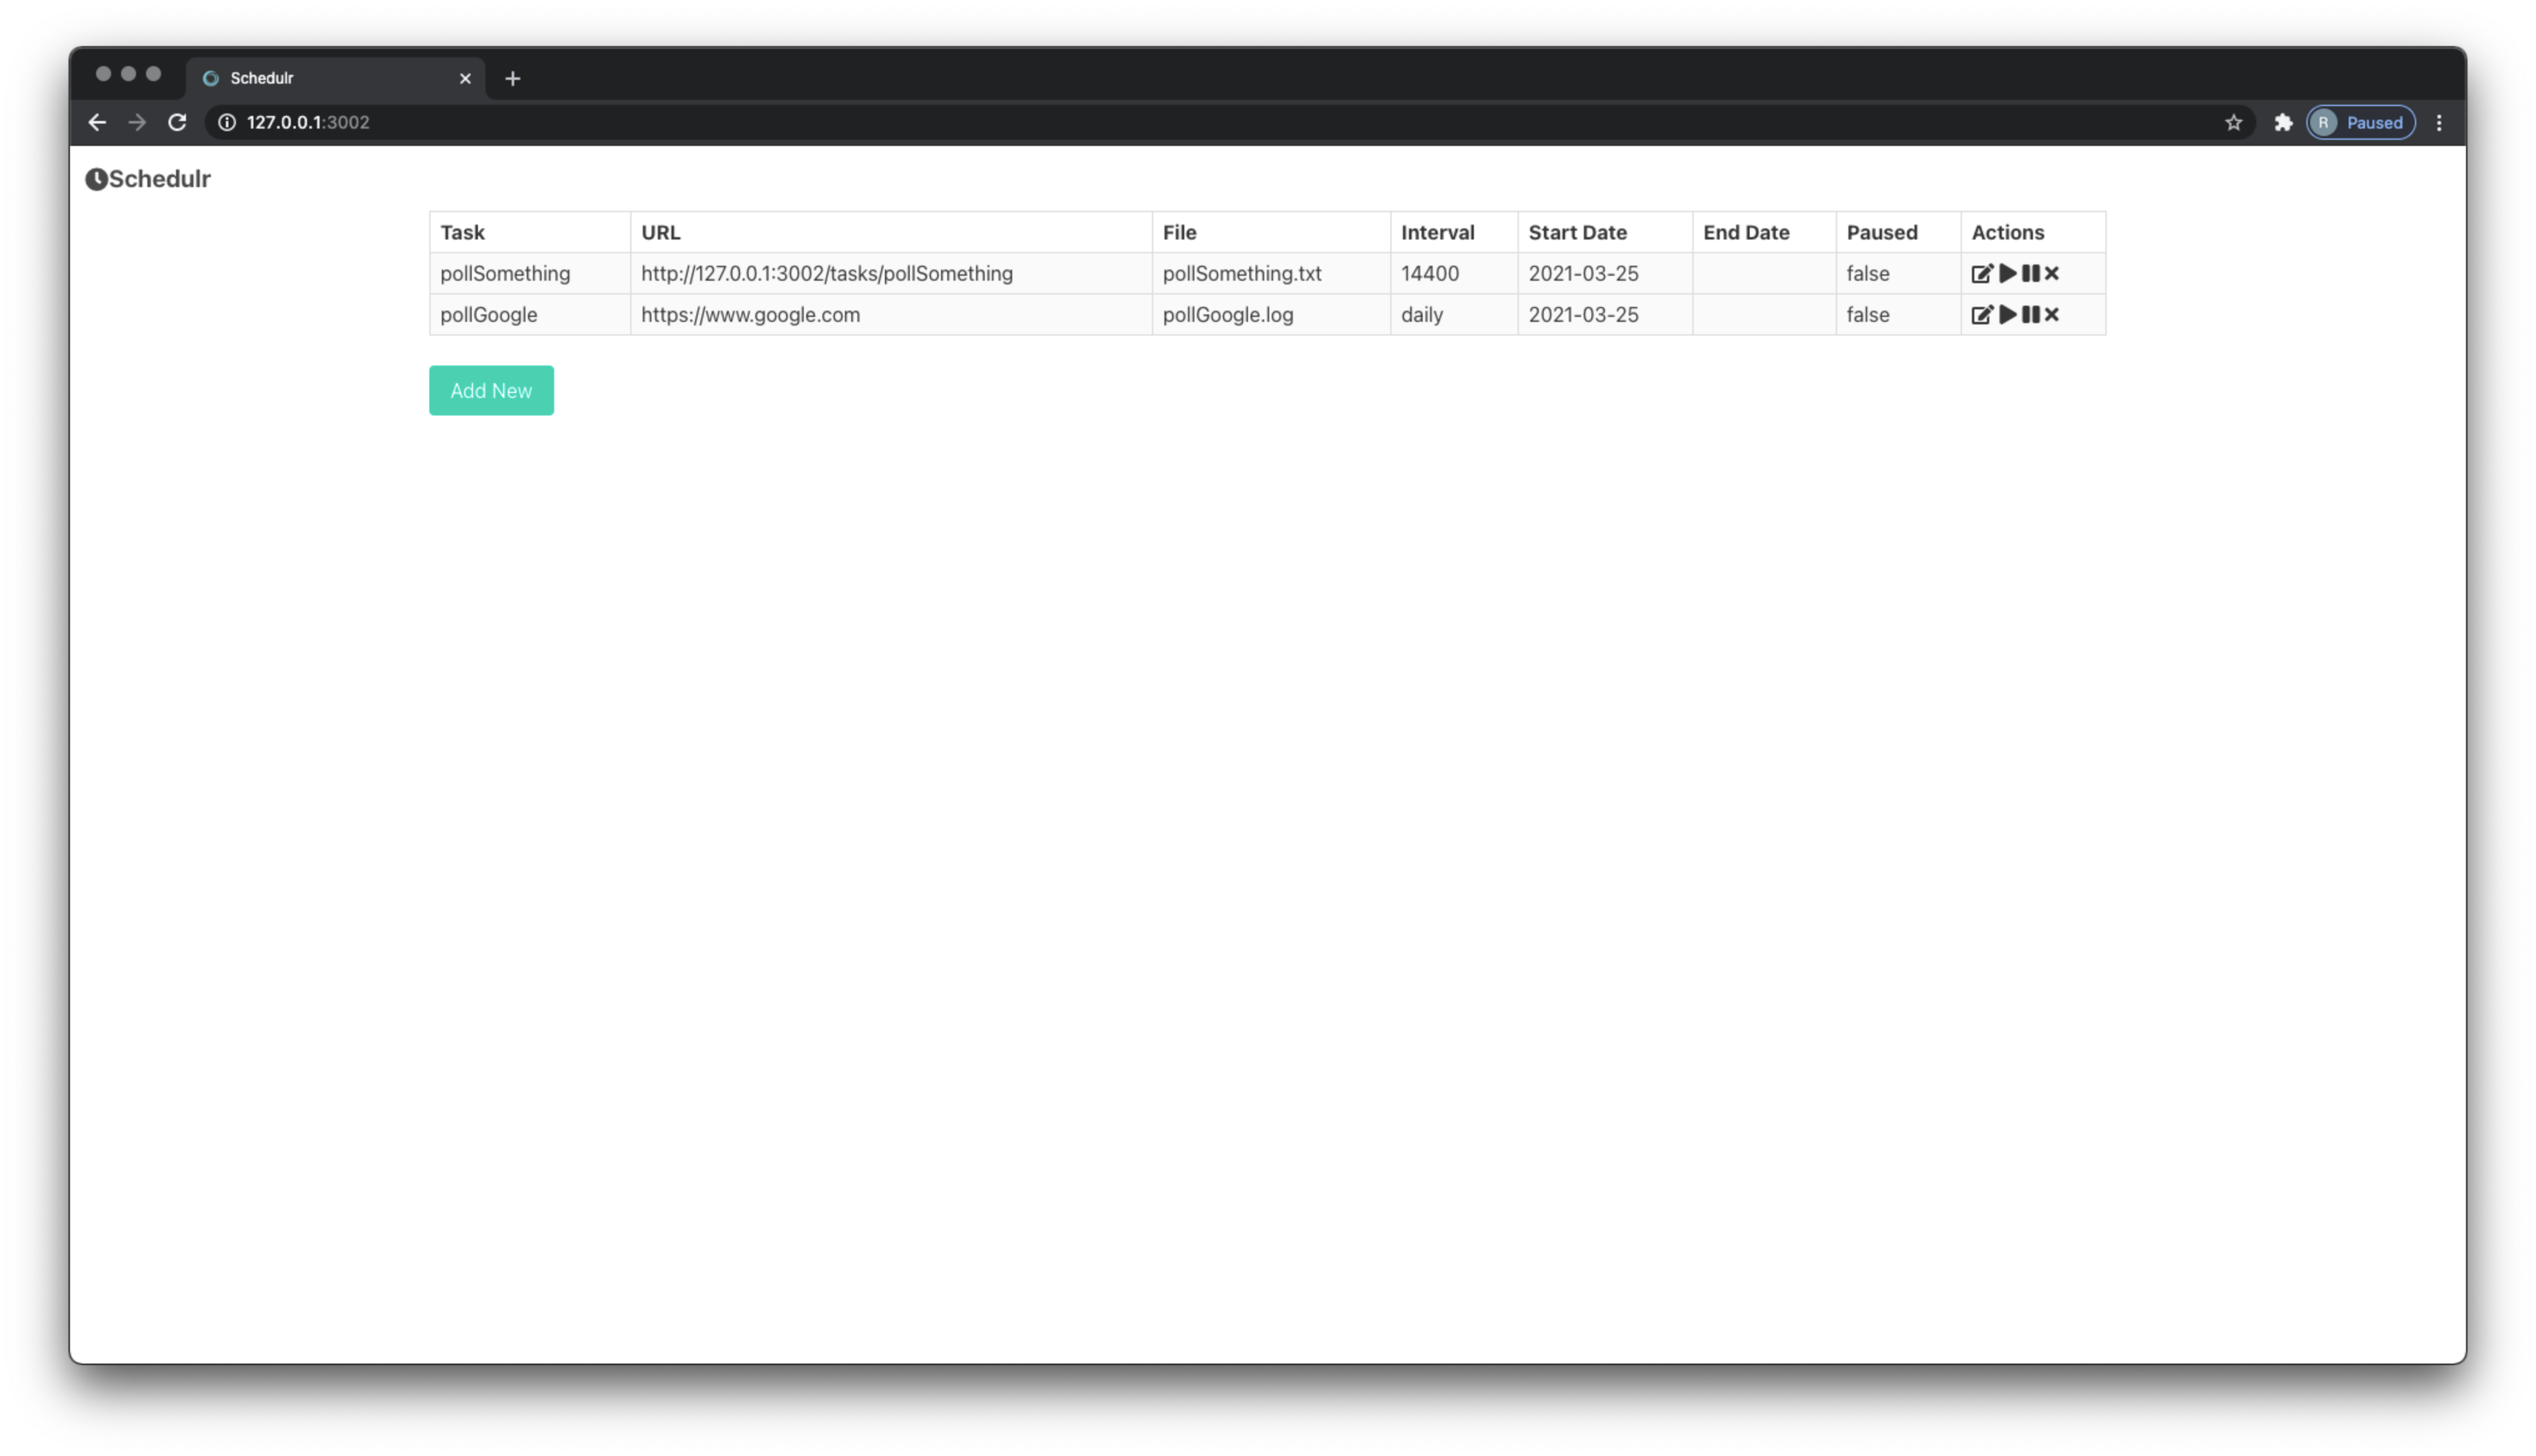 Schedulr
127.0.0.1:3002
R Paused
Schedulr
Task URL File Interval Start Date End Date Paused Actions
pollSomething http://127.0.0.1:3002/tasks/pollSomething pollSomething.txt 14400 2021-03-25 false
pollGoogle https://www.google.com pollGoogle.log daily 2021-03-25 false
Add New